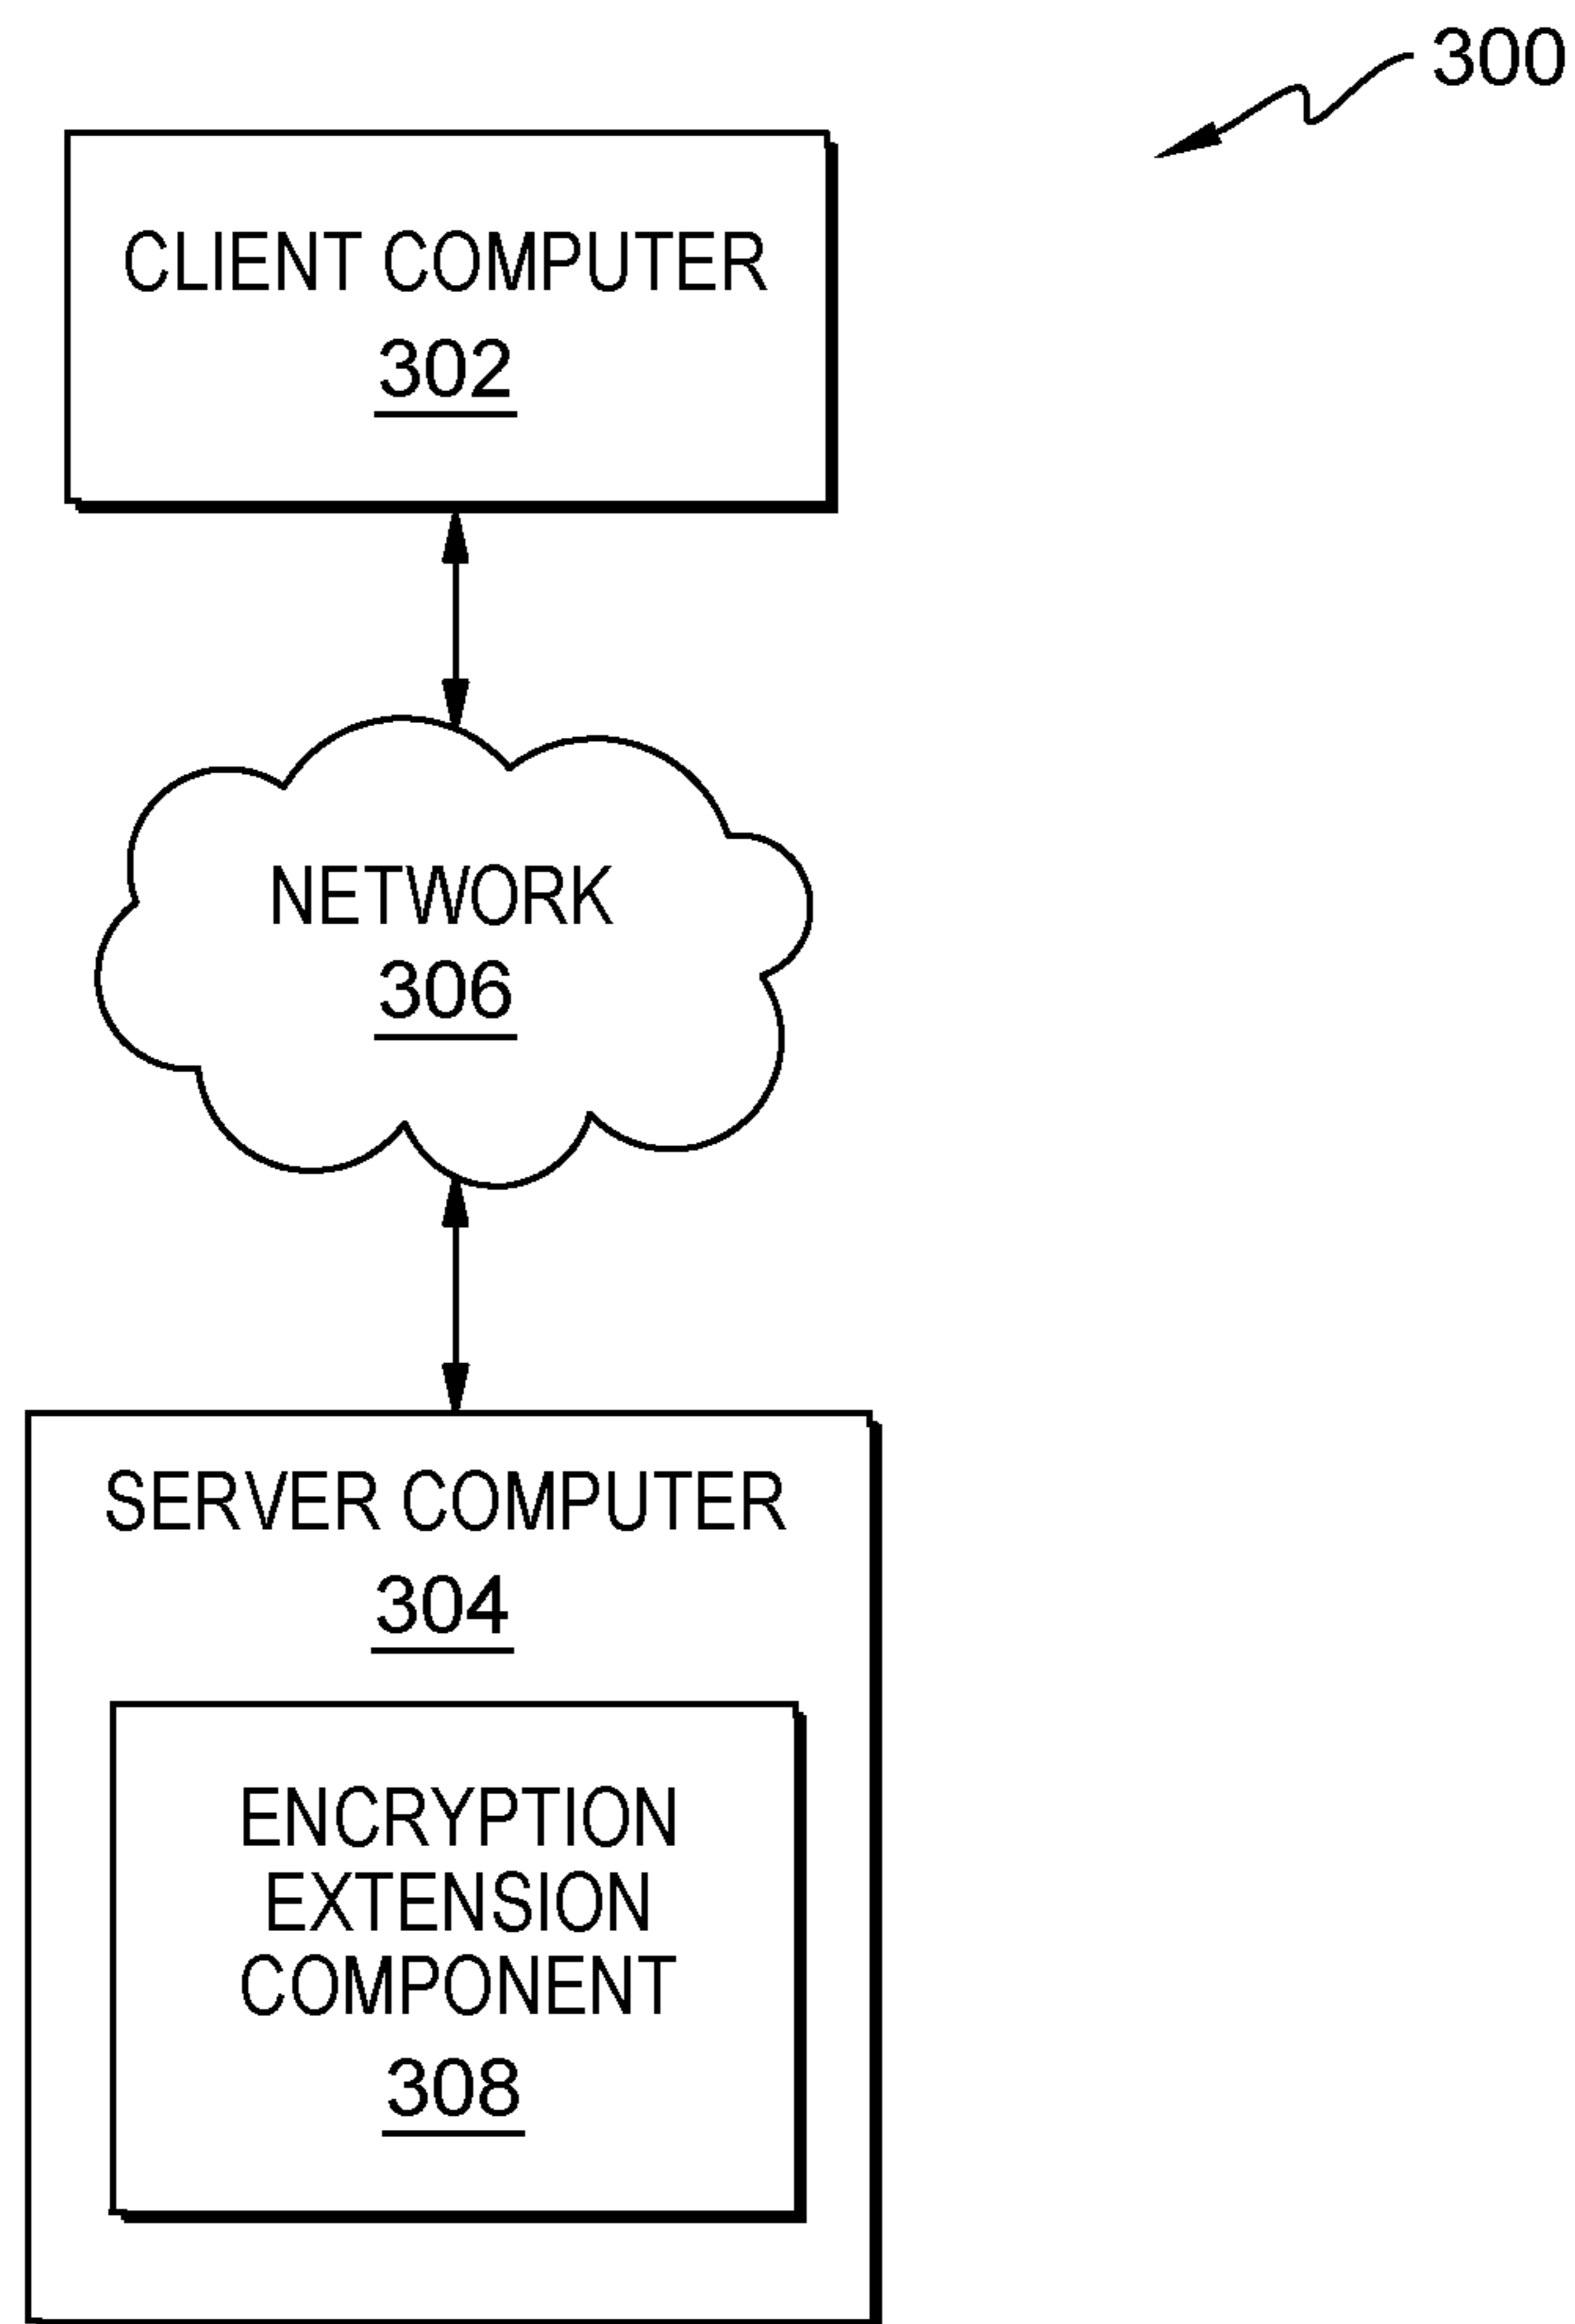 300
CLIENT COMPUTER
302
NETWORK
306
SERVER COMPUTER
304
ENCRYPTION
EXTENSION
COMPONENT
308